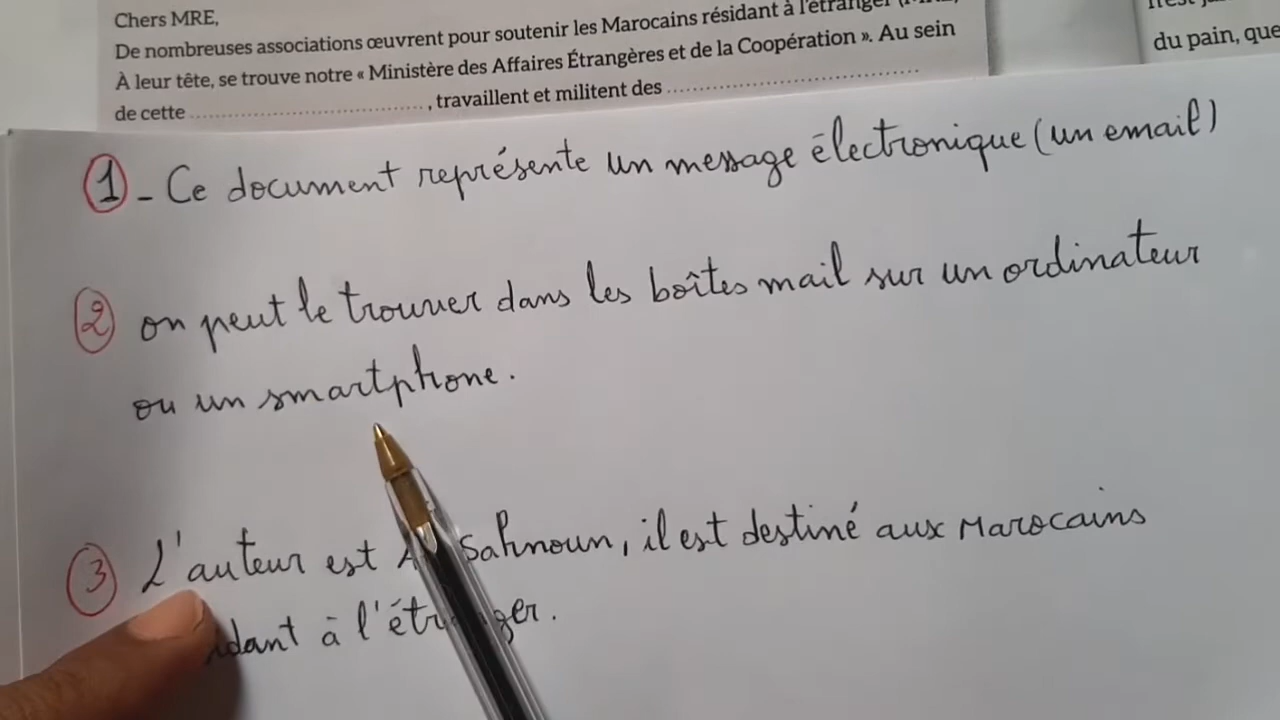 Chers MRE,
De nombreuses associations œuvrent pour soutenir les Marocains résidant à l'étranger
À leur tête, se trouve notre « Ministère des Affaires Étrangères et de la Coopération ». Au sein
de cette ........................................ , travaillent et militent des ........................................
du pain, que
1 - Ce document représente un message électronique (un email)
2 on peut le trouver dans les boîtes mail sur un ordinateur
ou un smartphone.
3 L'auteur est Sahnoun, il est destiné aux Marocains
à l'étranger.